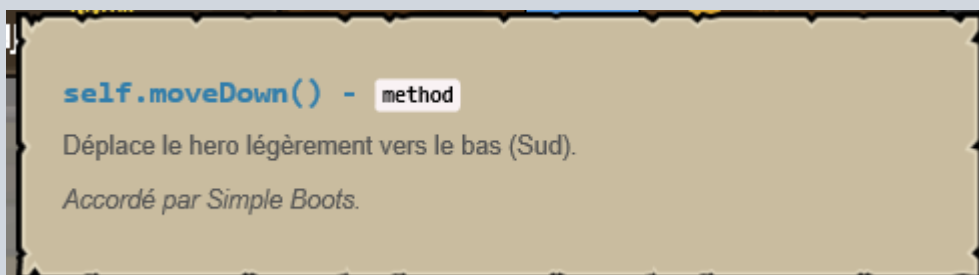 self.moveDown() - method
Déplace le hero légèrement vers le bas (Sud).
Accordé par Simple Boots.